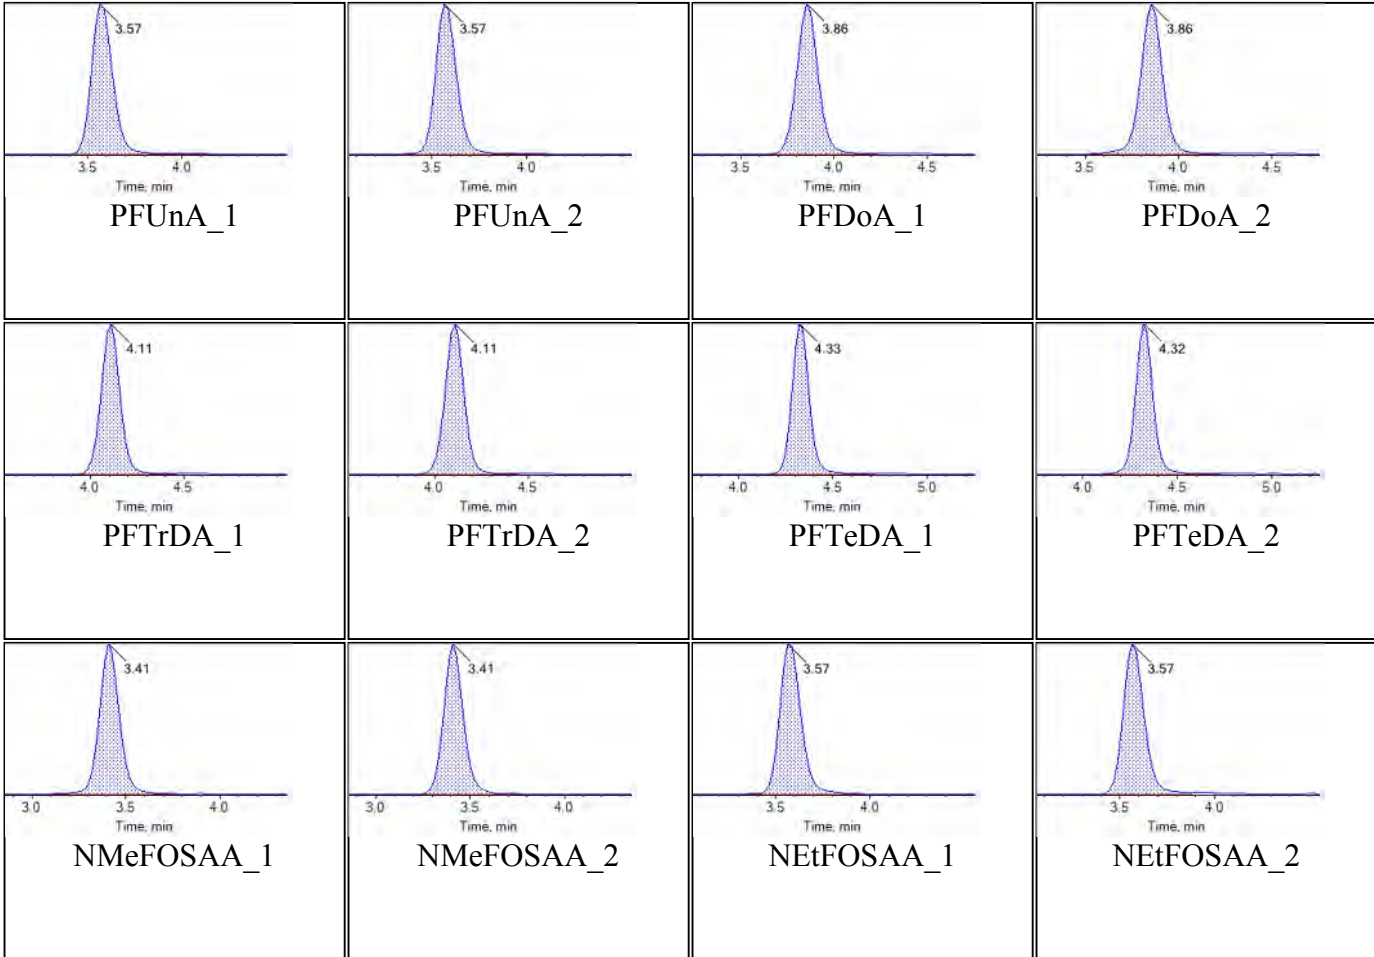 3.57
3.5 4.0
Time, min
PFUnA_1
3.57
3.5 4.0
Time, min
PFUnA_2
3.86
3.5 4.0 4.5
Time, min
PFDoA_1
3.86
3.5 4.0 4.5
Time, min
PFDoA_2
4.11
4.0 4.5
Time, min
PFTrDA_1
4.11
4.0 4.5
Time, min
PFTrDA_2
4.33
4.0 4.5 5.0
Time, min
PFTeDA_1
4.32
4.0 4.5 5.0
Time, min
PFTeDA_2
3.41
3.0 3.5 4.0
Time, min
NMeFOSAA_1
3.41
3.0 3.5 4.0
Time, min
NMeFOSAA_2
3.57
3.5 4.0
Time, min
NEtFOSAA_1
3.57
3.5 4.0
Time, min
NEtFOSAA_2